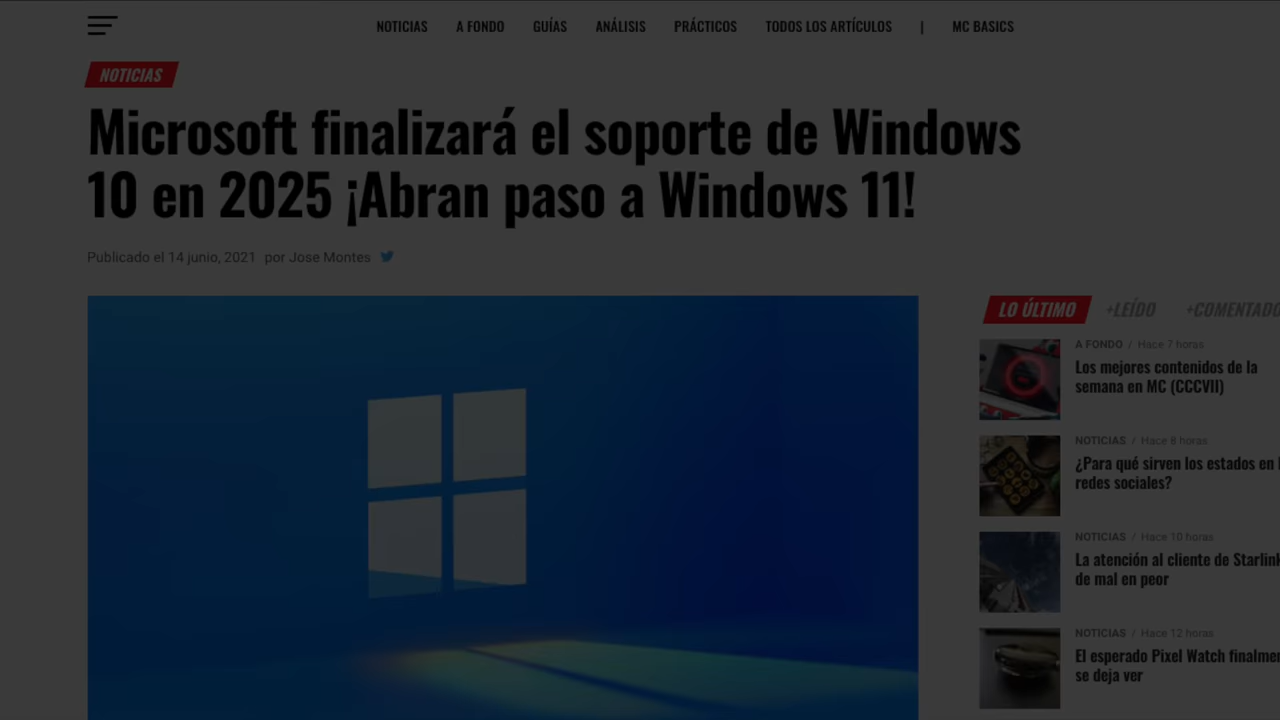 NOTICIAS A FONDO GUÍAS ANÁLISIS PRÁCTICOS TODOS LOS ARTÍCULOS | MC BASICS
NOTICIAS
Microsoft finalizará el soporte de Windows
10 en 2025 ¡Abran paso a Windows 11!
Publicado el 14 junio, 2021 por Jose Montes
LO ÚLTIMO +LEÍDO +COMENTADO
A FONDO / Hace 7 horas
Los mejores contenidos de la
semana en MC (CCCVII)
NOTICIAS / Hace 8 horas
¿Para qué sirven los estados en
redes sociales?
NOTICIAS / Hace 10 horas
La atención al cliente de Starlink
de mal en peor
NOTICIAS / Hace 12 horas
El esperado Pixel Watch
se deja ver